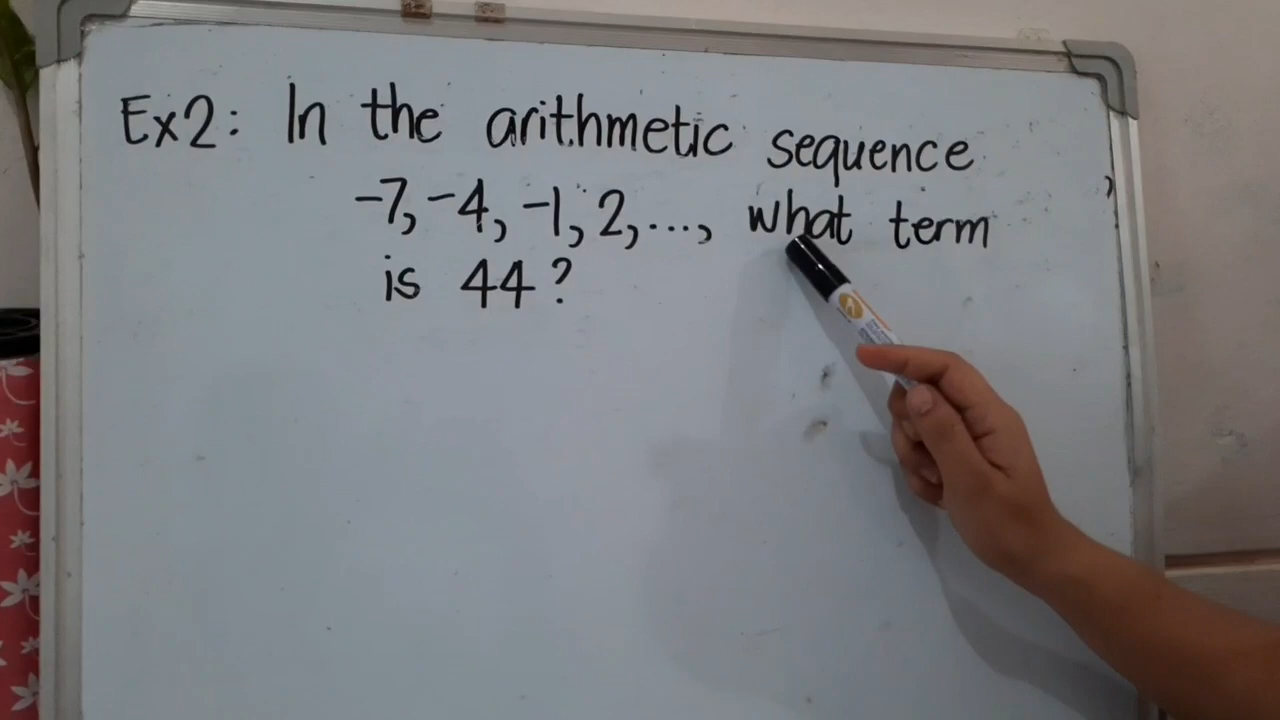 Ex2: In the arithmetic sequence
-7, -4, -1, 2, ..., what term
is 44?